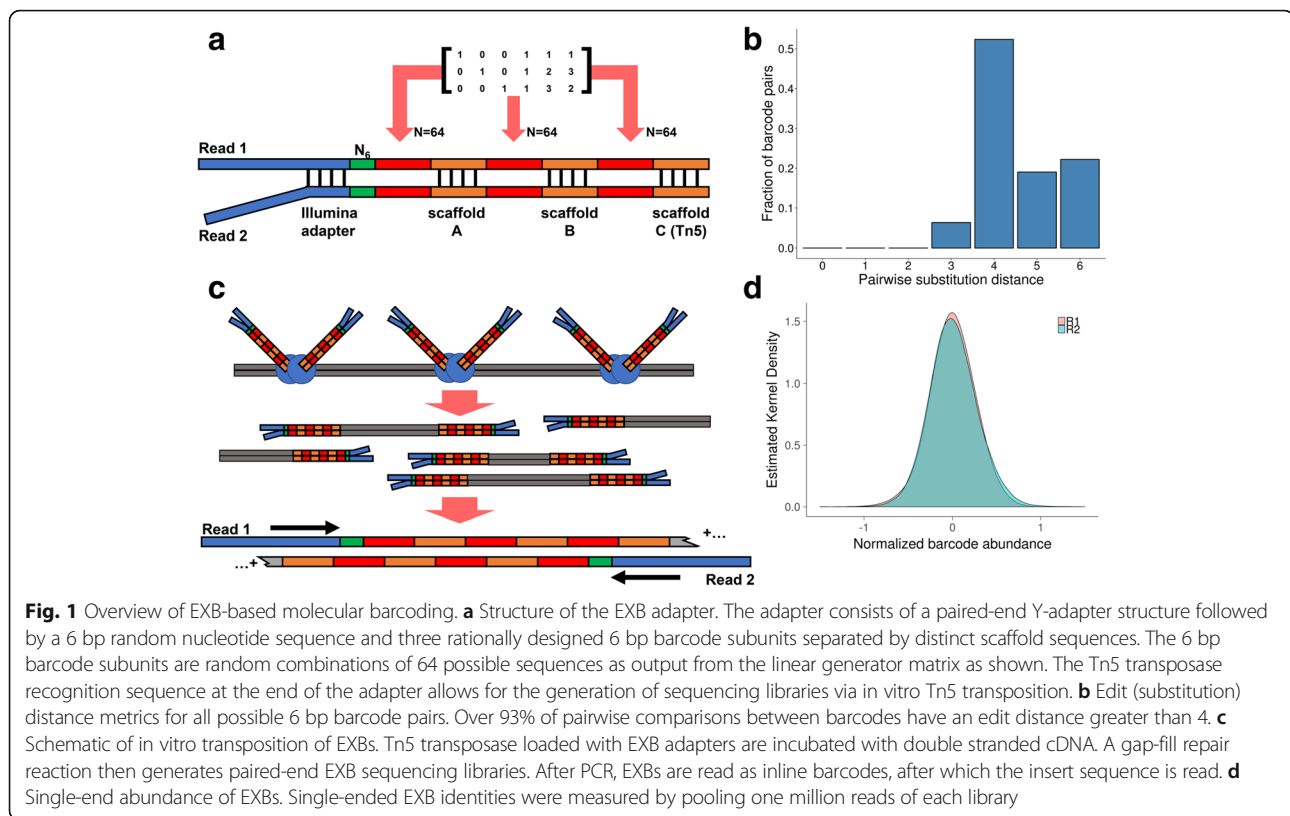 a
1 0 0 1 1 1
0 1 0 1 2 3
0 0 1 1 3 2
N=64 N=64 N=64
Read 1
N6
Read 2
Illumina adapter
scaffold A
scaffold B
scaffold C (Tn5)
b
Fraction of barcode pairs
0.5
0.4
0.3
0.2
0.1
0.0
0 1 2 3 4 5 6
Pairwise substitution distance
c
Read 1
+...
...+
Read 2
d
Estimated Kernel Density
1.5
1.0
0.5
0.0
-1 0 1
Normalized barcode abundance
R1
R2
Fig. 1 Overview of EXB-based molecular barcoding. a Structure of the EXB adapter. The adapter consists of a paired-end Y-adapter structure followed
by a 6 bp random nucleotide sequence and three rationally designed 6 bp barcode subunits separated by distinct scaffold sequences. The 6 bp
barcode subunits are random combinations of 64 possible sequences as output from the linear generator matrix as shown. The Tn5 transposase
recognition sequence at the end of the adapter allows for the generation of sequencing libraries via in vitro Tn5 transposition. b Edit (substitution)
distance metrics for all possible 6 bp barcode pairs. Over 93% of pairwise comparisons between barcodes have an edit distance greater than 4. c
Schematic of in vitro transposition of EXBs. Tn5 transposase loaded with EXB adapters are incubated with double stranded cDNA. A gap-fill repair
reaction then generates paired-end EXB sequencing libraries. After PCR, EXBs are read as inline barcodes, after which the insert sequence is read. d
Single-end abundance of EXBs. Single-ended EXB identities were measured by pooling one million reads of each library